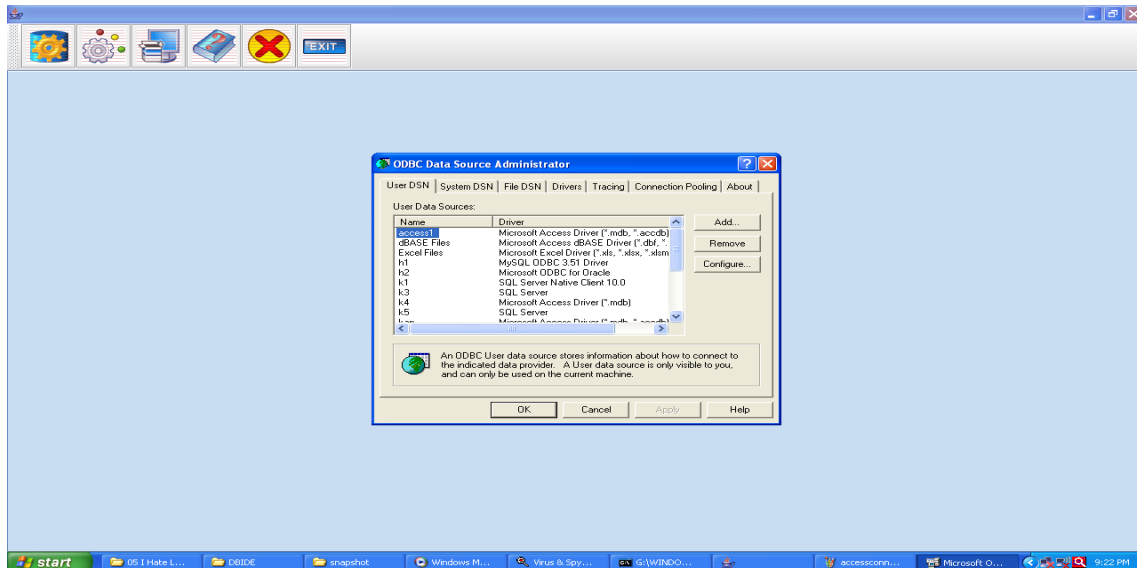 EXIT
ODBC Data Source Administrator
User DSN System DSN File DSN Drivers Tracing Connection Pooling About
User Data Sources:
Name Driver
access1 Microsoft Access Driver (*.mdb, *.accdb)
dBASE Files Microsoft Access dBASE Driver (*.dbf, *.
Excel Files Microsoft Excel Driver (*.xls, *.xlsx, *.xlsm
h1 MySQL ODBC 3.51 Driver
h2 Microsoft ODBC for Oracle
k1 SQL Server Native Client 10.0
k3 SQL Server
k4 Microsoft Access Driver (*.mdb)
k5 SQL Server
Microsoft Access Driver (*.mdb, *.accdb)
Add...
Remove
Configure...
An ODBC User data source stores information about how to connect to
the indicated data provider. A User data source is only visible to you,
and can only be used on the current machine.
OK Cancel Apply Help
start 05 I Hate L... DBIDE snapshot Windows M... Virus & Spy... G:\WINDO... accessconn... Microsoft O... 9:22 PM